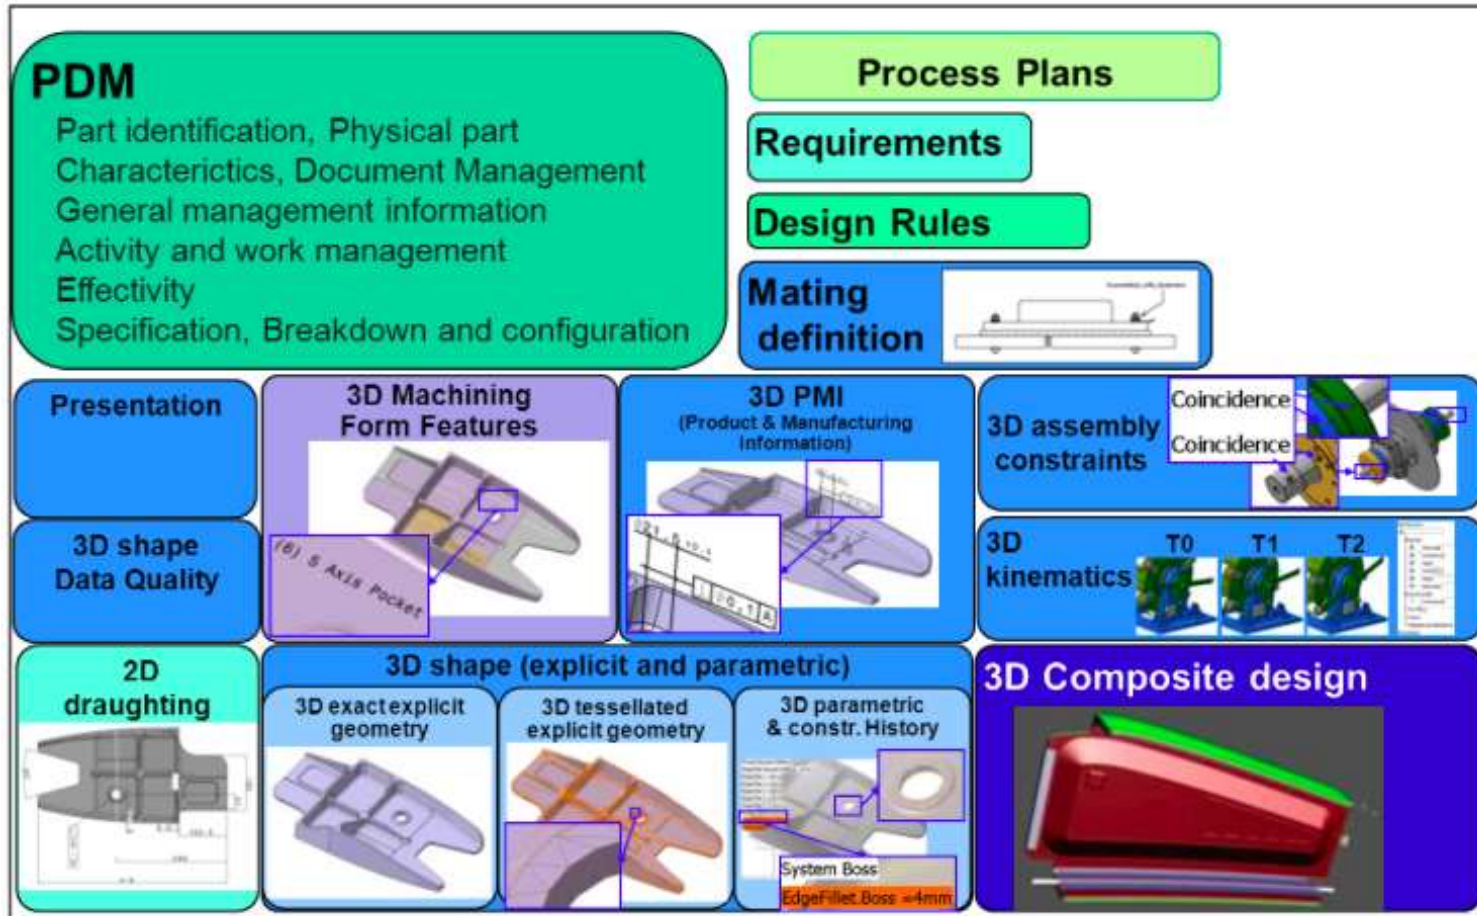 PDM
Part identification, Physical part
Characterictics, Document Management
General management information
Activity and work management
Effectivity
Specification, Breakdown and configuration
Process Plans
Requirements
Design Rules
Mating
definition
Presentation
3D Machining
Form Features
(6) 5 Axis Pocket
3D PMI
(Product & Manufacturing
Information)
3D assembly
constraints
Coincidence
Coincidence
3D shape
Data Quality
3D
kinematics
T0 T1 T2
2D
draughting
3D shape (explicit and parametric)
3D exact explicit
geometry
3D tessellated
explicit geometry
3D parametric
& constr. History
System Boss
EdgeFillet.Boss =4mm
3D Composite design